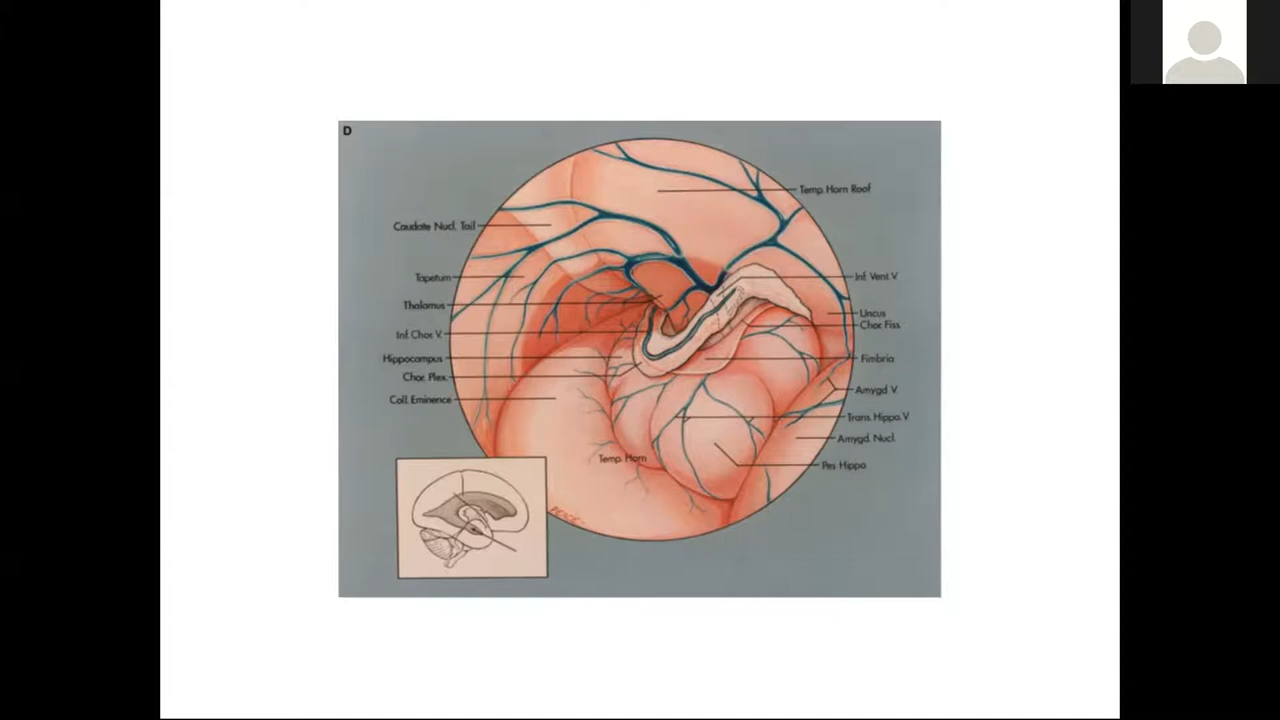 D
Temp. Horn Roof
Caudate Nucl. Tail
Tapetum
Inf. Vent V.
Thalamus
Uncus
Chor. Fiss.
Inf. Chor. V.
Hippocampus
Fimbria
Chor. Plex.
Amygd. V.
Coll. Eminence
Trans. Hippo. V.
Amygd. Nucl.
Temp. Horn
Pes Hippo.
PEACE